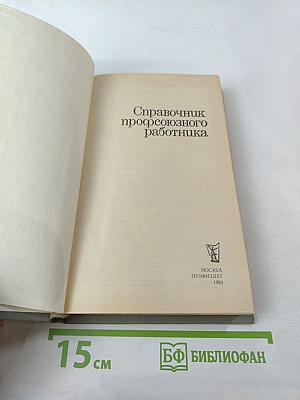 Справочник
профсоюзного
работника
МОСКВА
ПРОФИЗДАТ
1983
15 см
БФ БИБЛИОФАН